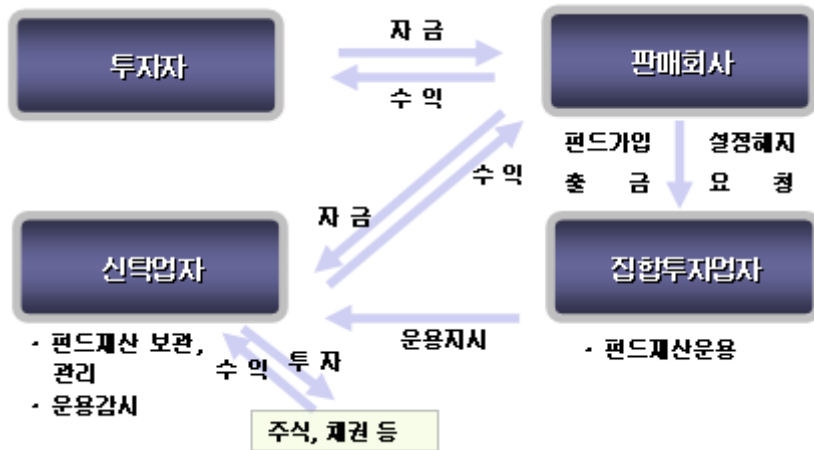 자 금
투자자
판매회사
수 익
펀드가입 설정해지
출 금 요 청
수 익
자 금
신탁업자
집합투자업자
운용지시
· 펀드재산 보관,
관리
· 운용감시
수 익
투 자
· 펀드재산운용
주식, 채권 등